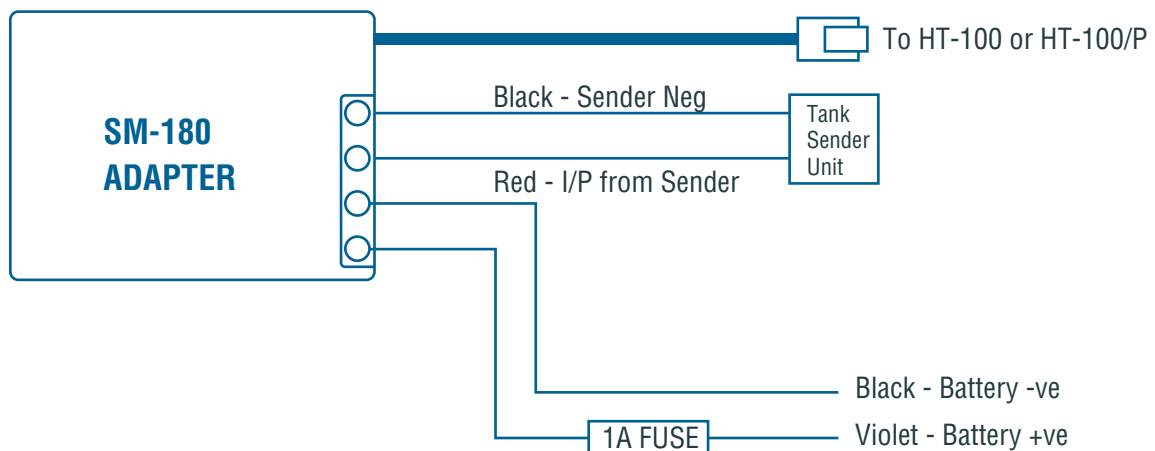 To HT-100 or HT-100/P
Black - Sender Neg
Tank
Sender
Unit
SM-180
ADAPTER
Red - I/P from Sender
Black - Battery -ve
1A FUSE
Violet - Battery +ve